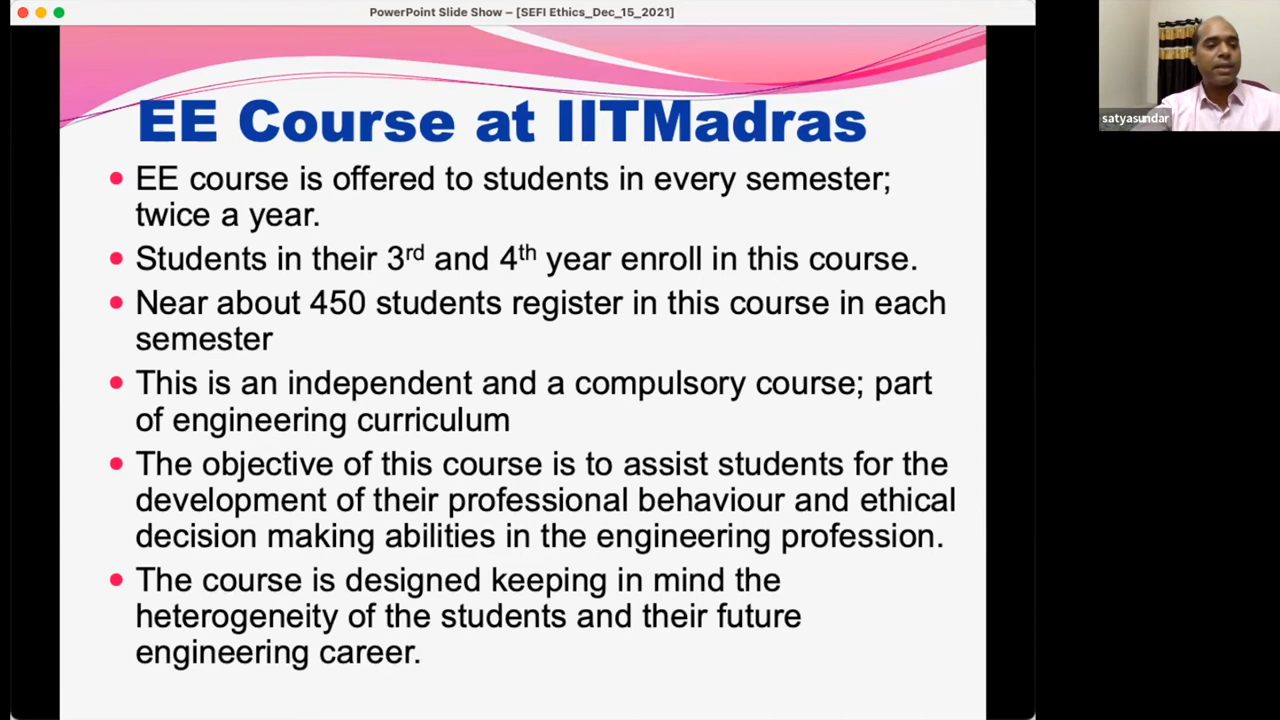 PowerPoint Slide Show – [SEFI Ethics_Dec_15_2021]
EE Course at IITMadras
EE course is offered to students in every semester;
twice a year.
Students in their 3rd and 4th year enroll in this course.
Near about 450 students register in this course in each
semester
This is an independent and a compulsory course; part
of engineering curriculum
The objective of this course is to assist students for the
development of their professional behaviour and ethical
decision making abilities in the engineering profession.
The course is designed keeping in mind the
heterogeneity of the students and their future
engineering career.
satyasundar